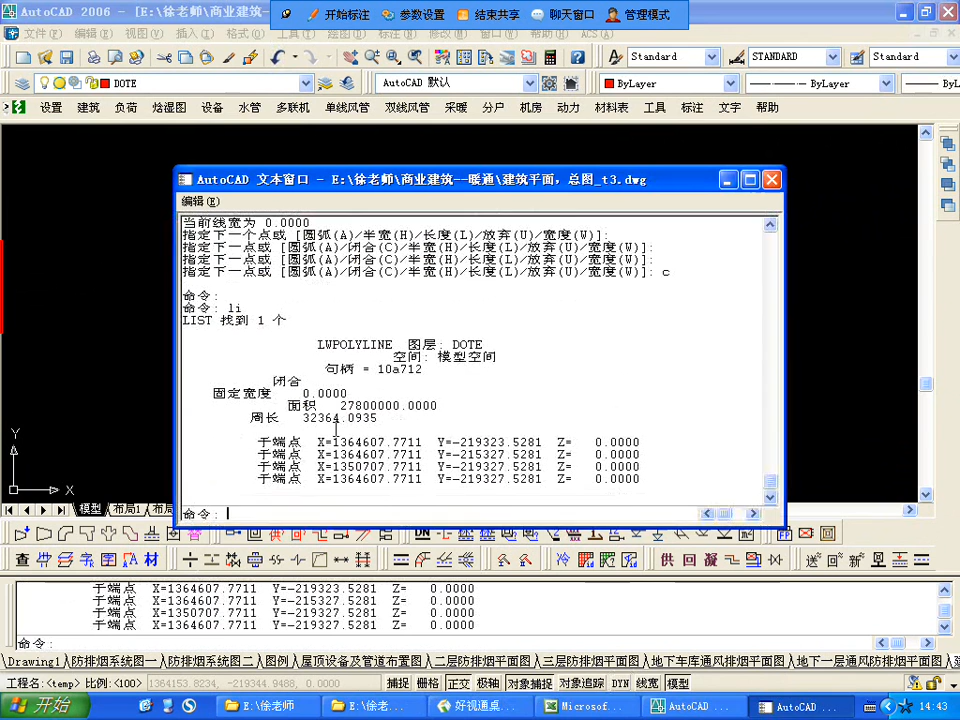 AutoCAD 2006 - [E:\徐老师\商业建筑-
开始标注 参数设置 结束共享 聊天窗口 管理模式
文件(F) 编辑(E) 视图(V) 插入(I) 格式(O) 工具(T) 绘图(D) 标注(N) 修改(M) 窗口(W) 帮助(H) ACS(A)
Standard STANDARD Standard
DOTE AutoCAD 默认 ByLayer ByLayer ByL
设置 建筑 负荷 焓湿图 设备 水管 多联机 单线风管 双线风管 采暖 分户 机房 动力 材料表 工具 标注 文字 帮助
AutoCAD 文本窗口 - E:\徐老师\商业建筑--暖通\建筑平面，总图_t3.dwg
编辑(E)
当前线宽为 0.0000
指定下一个点或 [圆弧(A)/半宽(H)/长度(L)/放弃(U)/宽度(W)]:
指定下一点或 [圆弧(A)/闭合(C)/半宽(H)/长度(L)/放弃(U)/宽度(W)]:
指定下一点或 [圆弧(A)/闭合(C)/半宽(H)/长度(L)/放弃(U)/宽度(W)]:
指定下一点或 [圆弧(A)/闭合(C)/半宽(H)/长度(L)/放弃(U)/宽度(W)]: c
命令:
命令: li
LIST 找到 1 个
LWPOLYLINE 图层: DOTE
空间: 模型空间
句柄 = 10a712
闭合
固定宽度 0.0000
面积 27800000.0000
周长 32364.0935
于端点 X=1364607.7711 Y=-219323.5281 Z= 0.0000
于端点 X=1364607.7711 Y=-215327.5281 Z= 0.0000
于端点 X=1350707.7711 Y=-215327.5281 Z= 0.0000
于端点 X=1364607.7711 Y=-219327.5281 Z= 0.0000
命令:
Y
X
模型 布局1 布局
DN
查 字 材 冷 供 回 凝 送 回 新
于端点 X=1364607.7711 Y=-219323.5281 Z= 0.0000
于端点 X=1364607.7711 Y=-215327.5281 Z= 0.0000
于端点 X=1350707.7711 Y=-215327.5281 Z= 0.0000
于端点 X=1364607.7711 Y=-219327.5281 Z= 0.0000
命令:
Drawing1 防排烟系统图一 防排烟系统图二 图例 屋顶设备及管道布置图 二层防排烟平面图 三层防排烟平面图 地下车库通风排烟平面图 地下一层通风防排烟平面图
工程名:<temp> 比例:<100> 1364153.8234, -219344.9488, 0.0000 捕捉 栅格 正交 极轴 对象捕捉 对象追踪 DYN 线宽 模型
开始 E:\徐老师 E:\徐老... 好视通桌... Microsof... AutoCAD ... AutoCAD ... 14:43